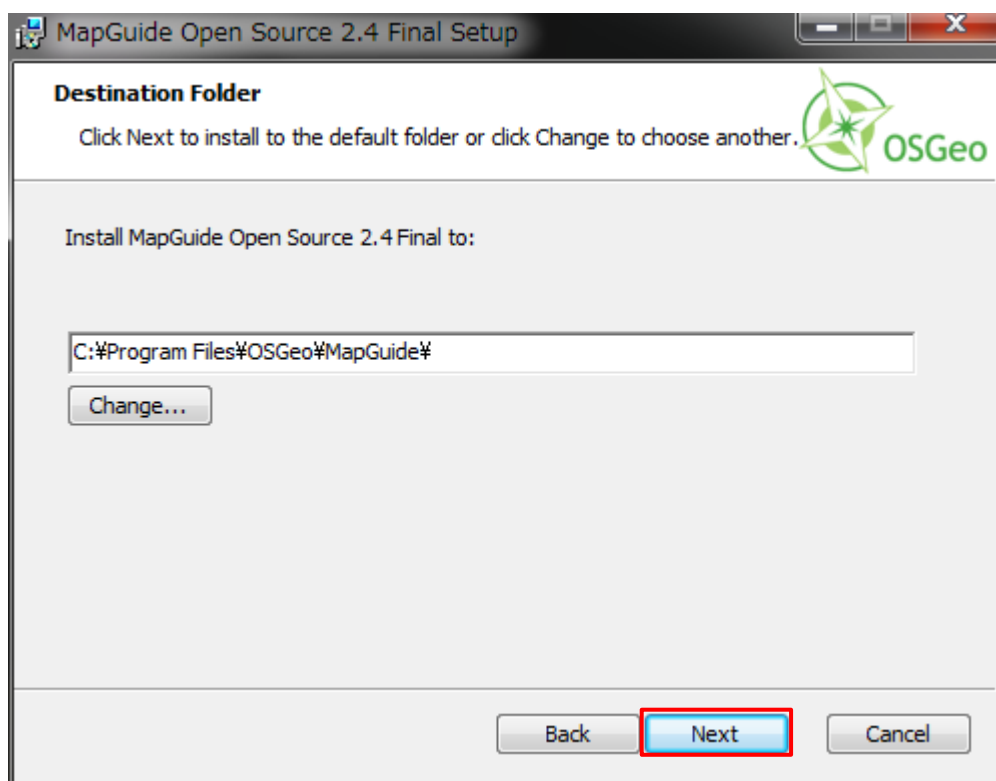 MapGuide Open Source 2.4 Final Setup
Destination Folder
Click Next to install to the default folder or click Change to choose another.
OSGeo
Install MapGuide Open Source 2.4 Final to:
C:¥Program Files¥OSGeo¥MapGuide¥
Change...
Back Next Cancel